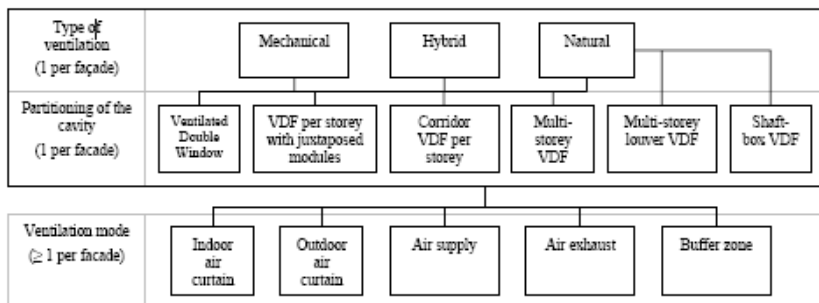 Type of
ventilation
(1 per façade)
Mechanical
Hybrid
Natural
Partitioning of the
cavity
(1 per facade)
Ventilated
Double
Window
VDF per storey
with juxtaposed
modules
Corridor
VDF per
storey
Multi-
storey
VDF
Multi-storey
louver VDF
Shaft-
box VDF
Ventilation mode
(≥ 1 per facade)
Indoor
air
curtain
Outdoor
air
curtain
Air supply
Air exhaust
Buffer zone